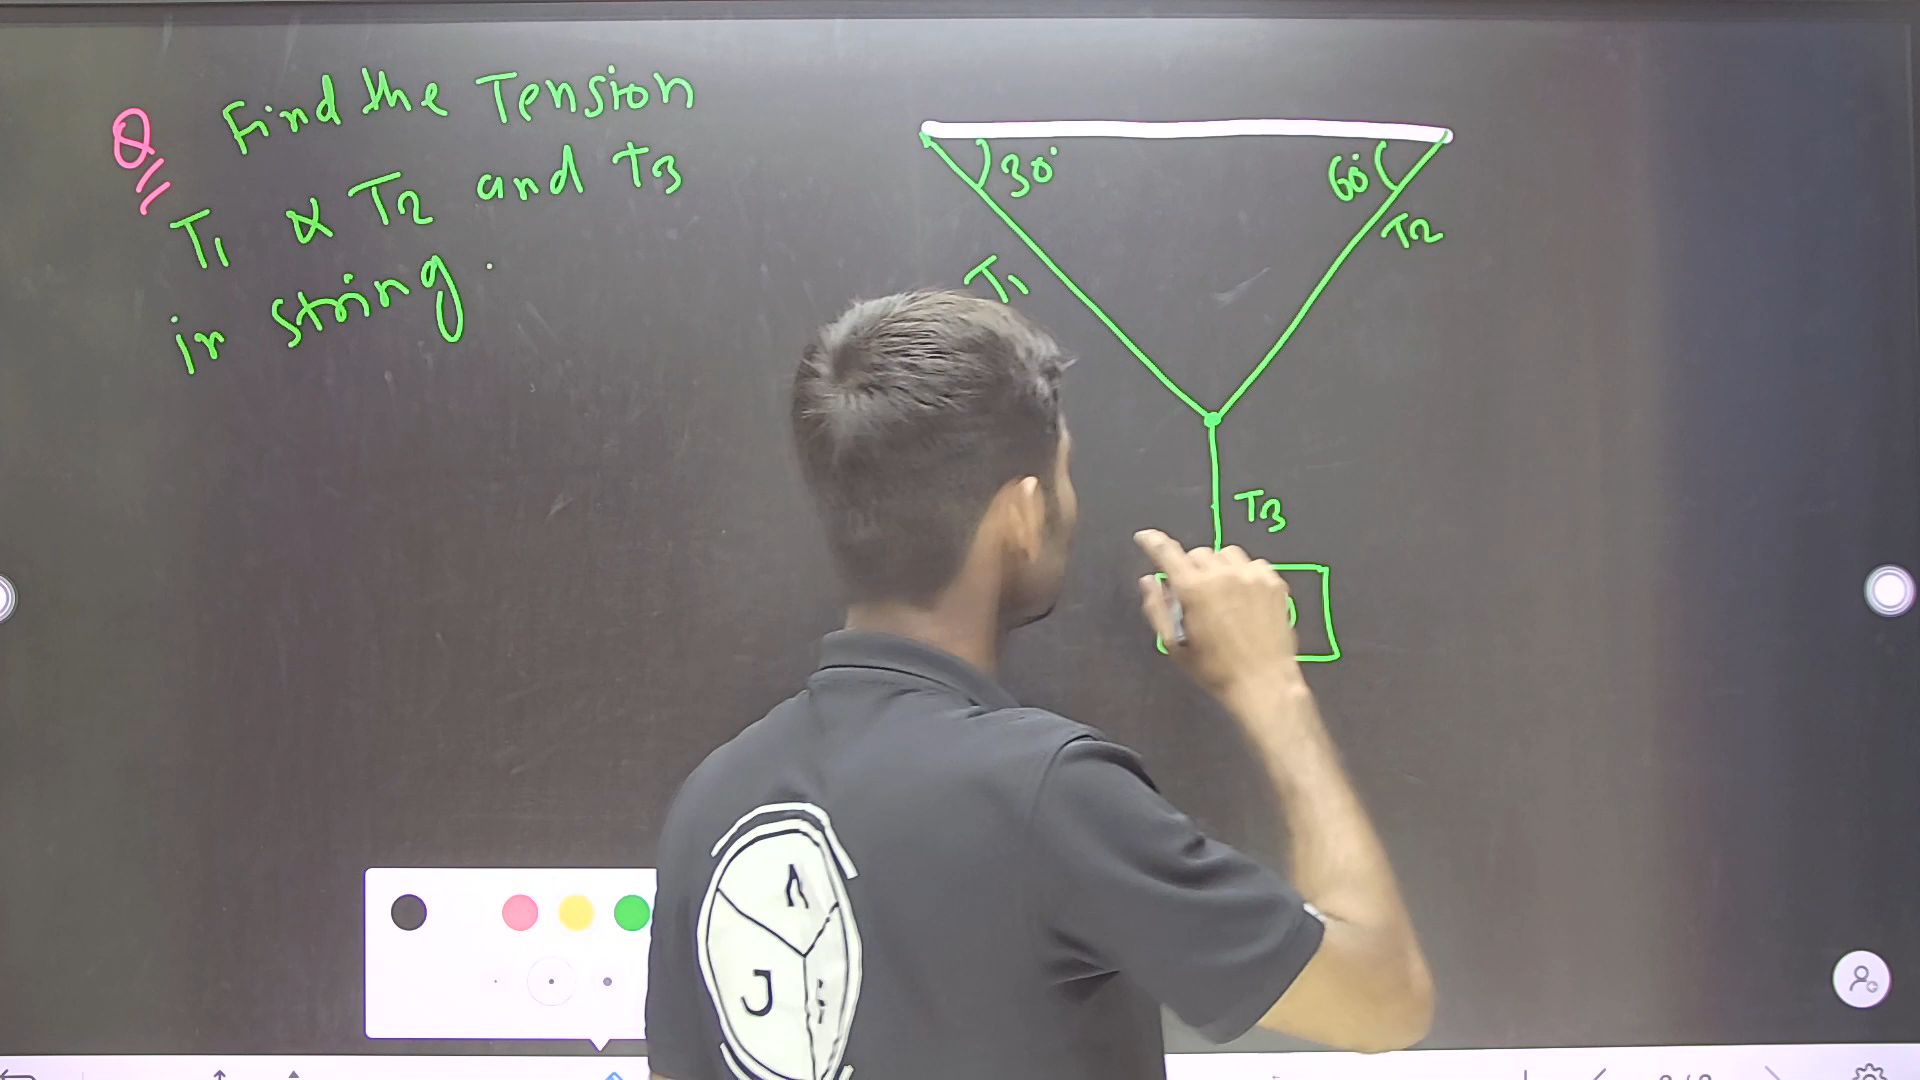 Q Find the Tension
T1 & T2 and T3
in string.
30°
60°
T1
T2
T3
A
J